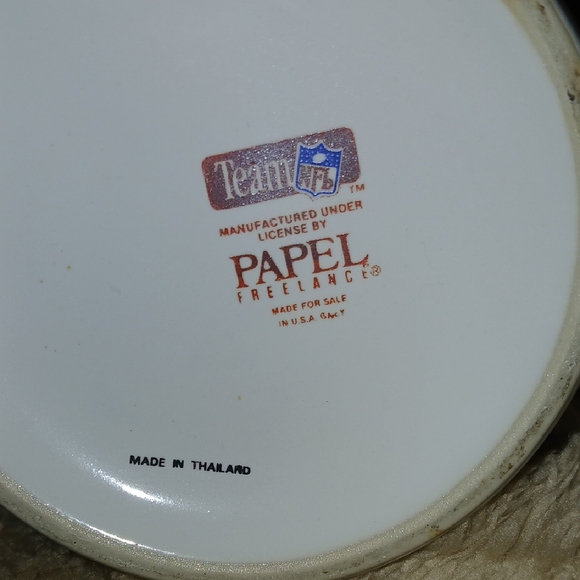 Team NFL TM
MANUFACTURED UNDER
LICENSE BY
PAPEL
FREELANCE®
MADE FOR SALE
IN U.S.A. ONLY
MADE IN THAILAND